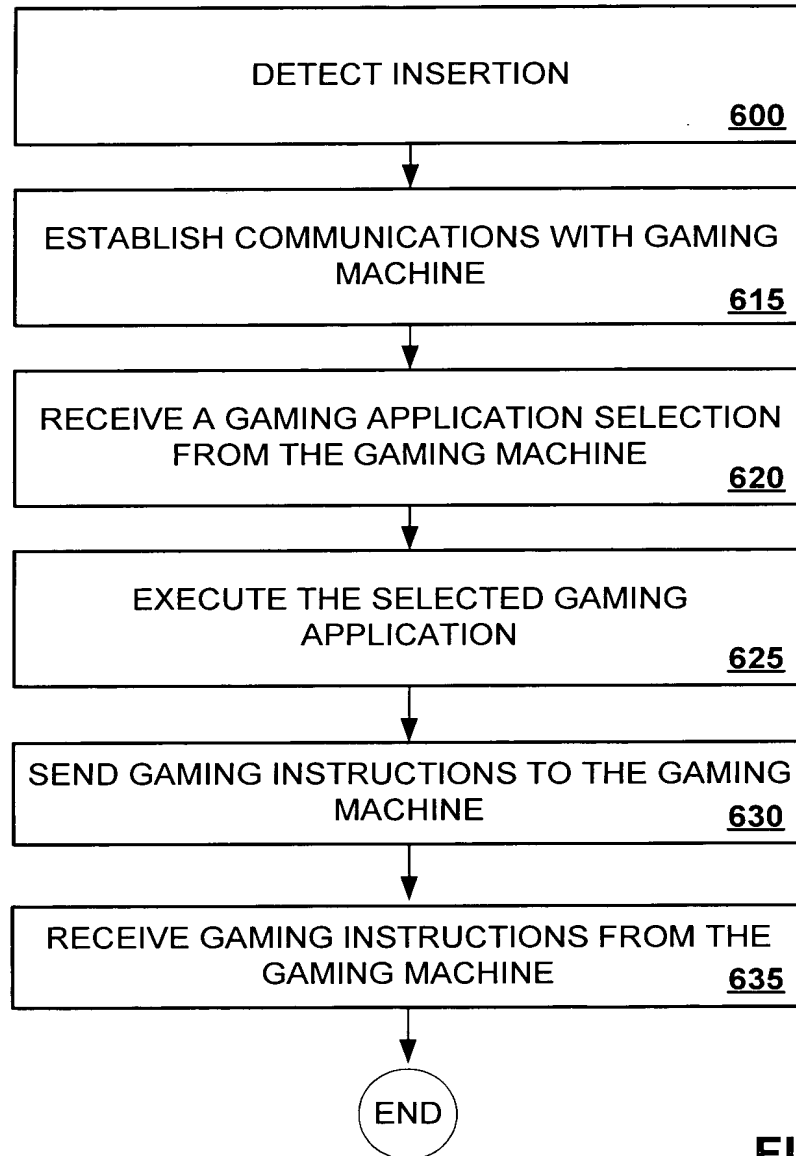 DETECT INSERTION
600
ESTABLISH COMMUNICATIONS WITH GAMING
MACHINE
615
RECEIVE A GAMING APPLICATION SELECTION
FROM THE GAMING MACHINE
620
EXECUTE THE SELECTED GAMING
APPLICATION
625
SEND GAMING INSTRUCTIONS TO THE GAMING
MACHINE
630
RECEIVE GAMING INSTRUCTIONS FROM THE
GAMING MACHINE
635
END